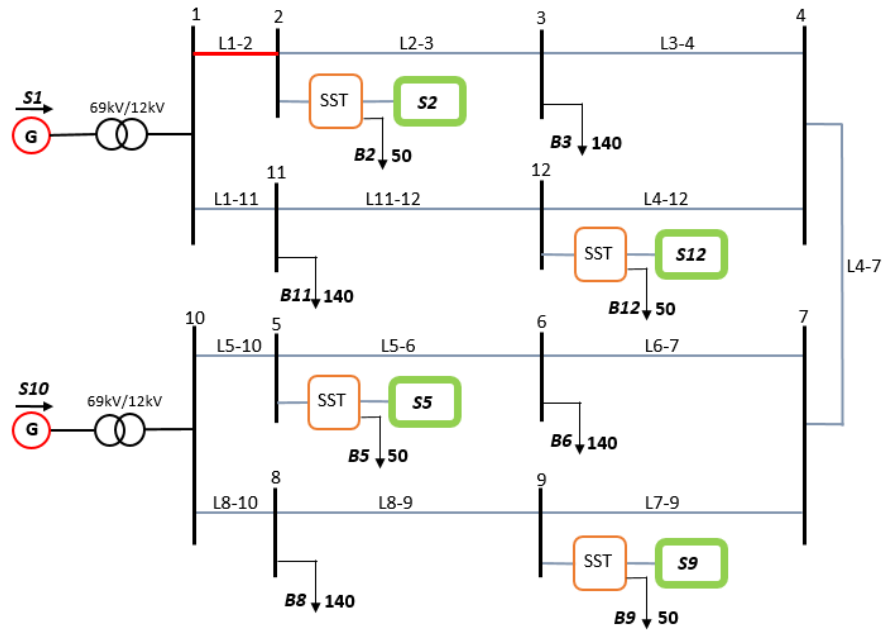 1
2
3
4
L1-2
L2-3
L3-4
S1
69kV/12kV
G
SST
S2
B2 50
B3 140
11
12
L1-11
L11-12
L4-12
SST
S12
B11 140
B12 50
L4-7
10
5
6
7
L5-10
L5-6
L6-7
S10
69kV/12kV
G
SST
S5
B5 50
B6 140
8
9
L8-10
L8-9
L7-9
SST
S9
B8 140
B9 50